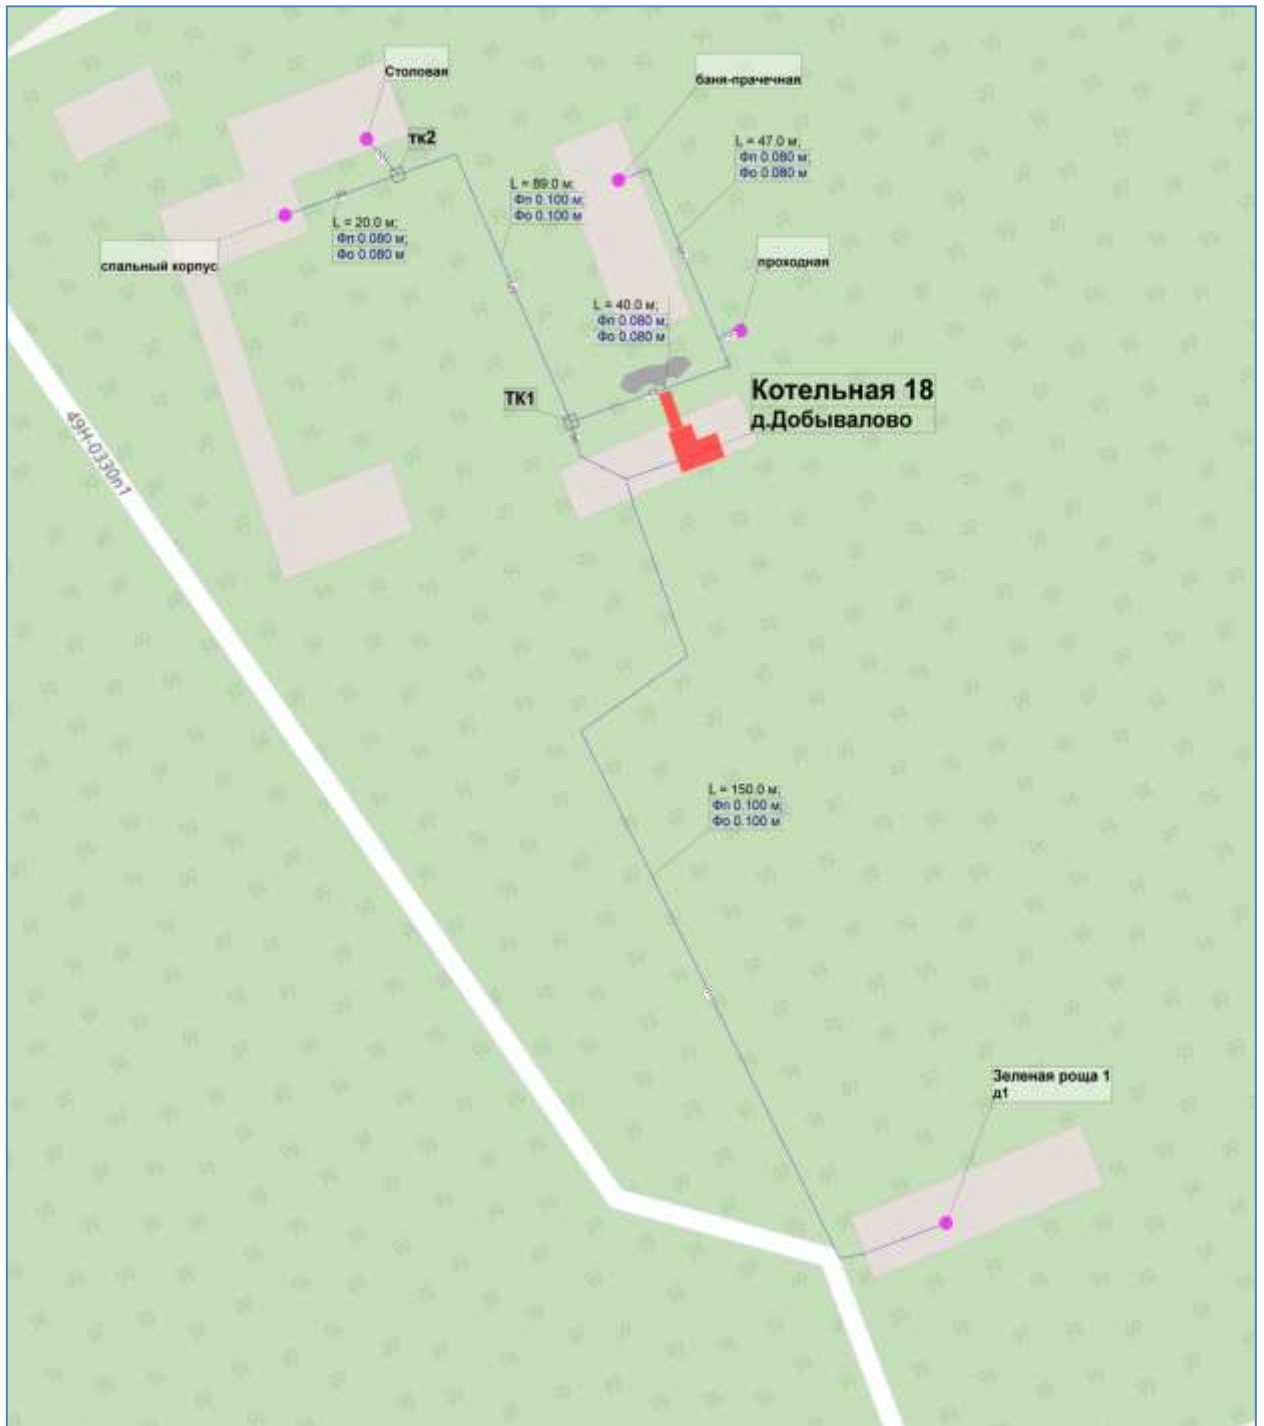 Столовая
баня-прачечная
тк2
L = 47.0 м;
Фп 0.080 м;
Фо 0.080 м
L = 89.0 м;
Фп 0.100 м;
Фо 0.100 м
L = 20.0 м;
Фп 0.080 м;
Фо 0.080 м
спальный корпус
проходная
L = 40.0 м;
Фп 0.080 м;
Фо 0.080 м
Котельная 18
д.Добывалово
ТК1
49Н-0330п1
L = 150.0 м;
Фп 0.100 м;
Фо 0.100 м
Зеленая роща 1
д1